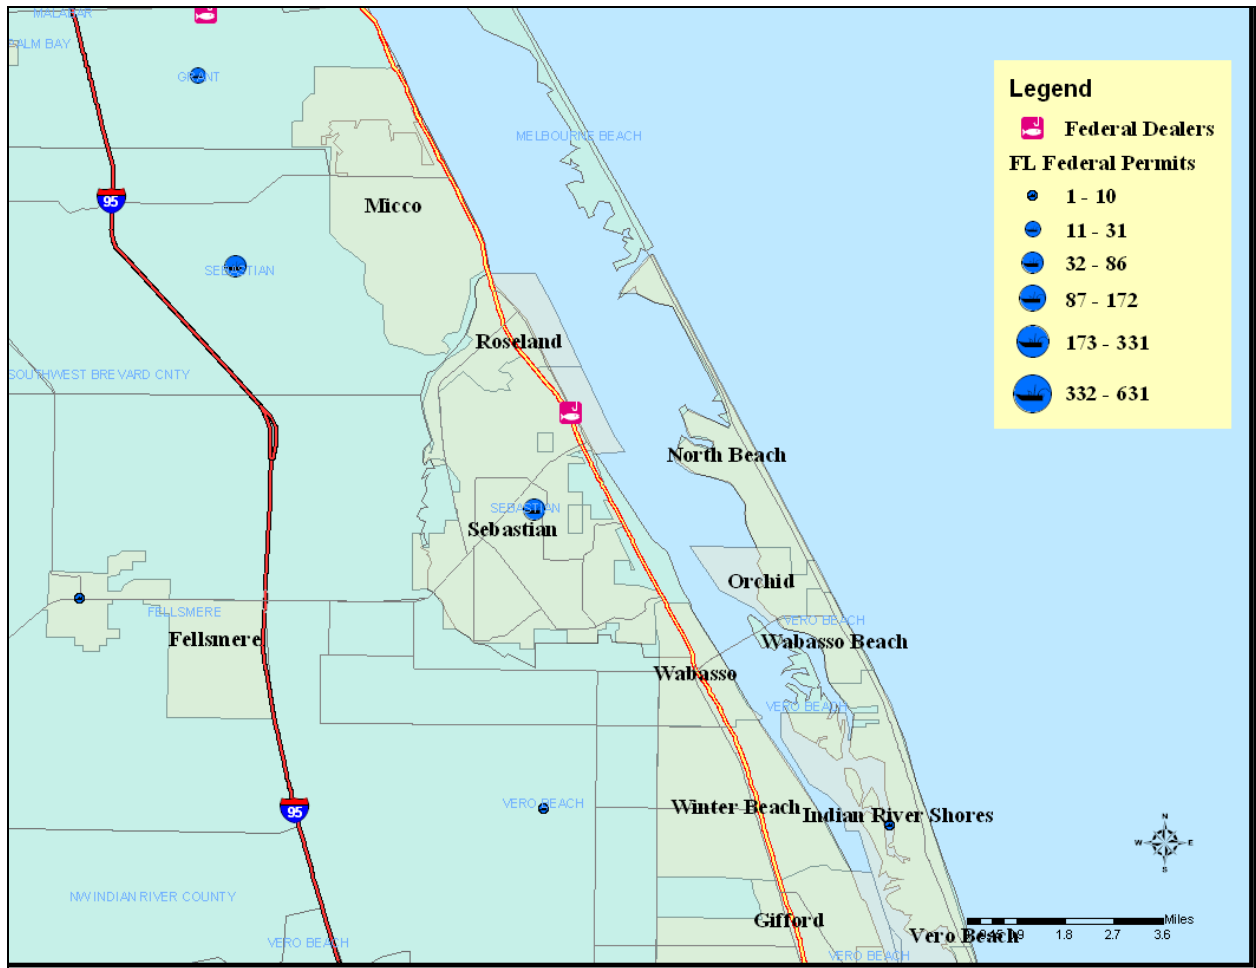 MALABAR
PALM BAY
GRANT
MELBOURNE BEACH
95
Micco
SEBASTIAN
Roseland
SOUTHWEST BREVARD CNTY
North Beach
SEBASTIAN
Sebastian
Orchid
FELLSMERE
VERO BEACH
Fellsmere
Wabasso Beach
Wabasso
VERO BEACH
VERO BEACH
Winter Beach
Indian River Shores
95
NW INDIAN RIVER COUNTY
Gifford
VERO BEACH
Vero Beach
VERO BEACH
Legend
Federal Dealers
FL Federal Permits
1 - 10
11 - 31
32 - 86
87 - 172
173 - 331
332 - 631
N
W E
S
Miles
1.8 2.7 3.6